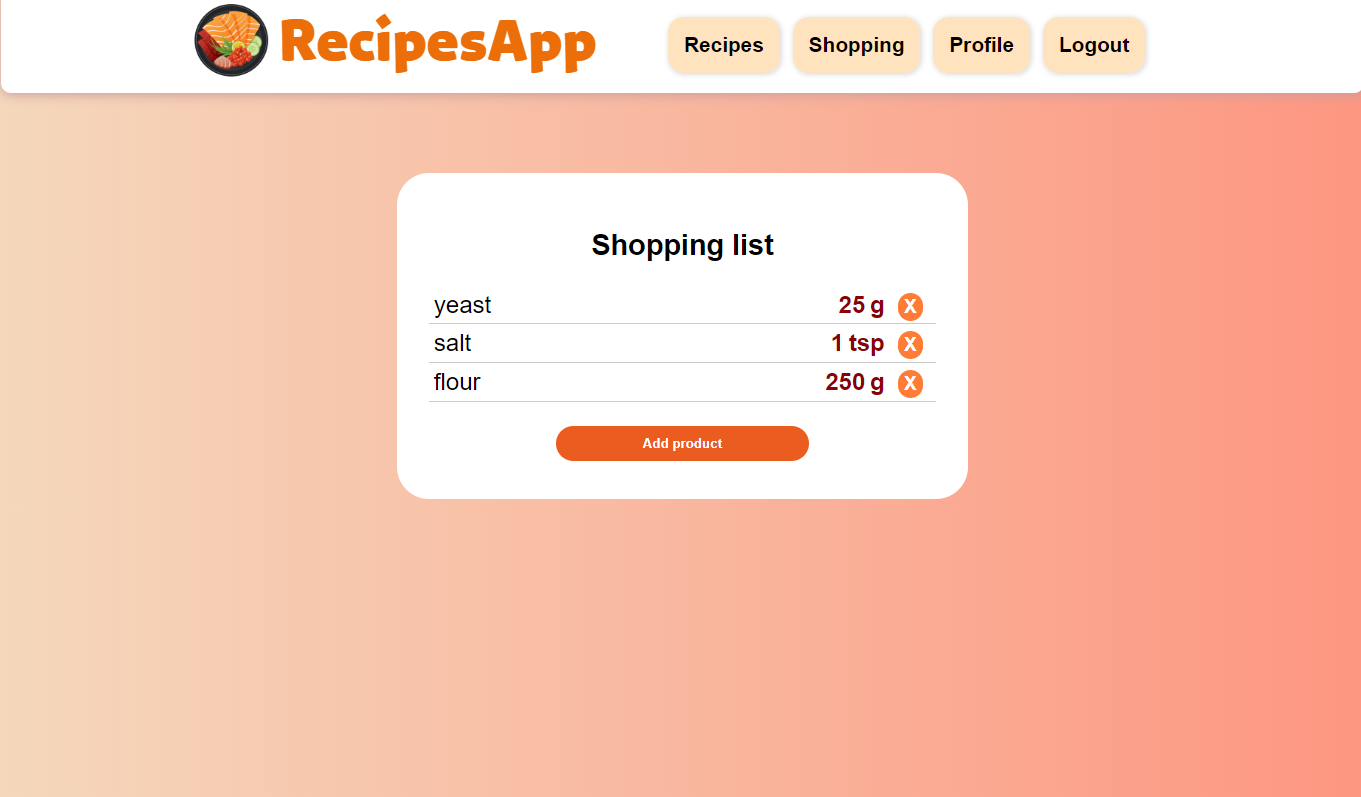 RecipesApp
Recipes Shopping Profile Logout
Shopping list
yeast 25 g X
salt 1 tsp X
flour 250 g X
Add product